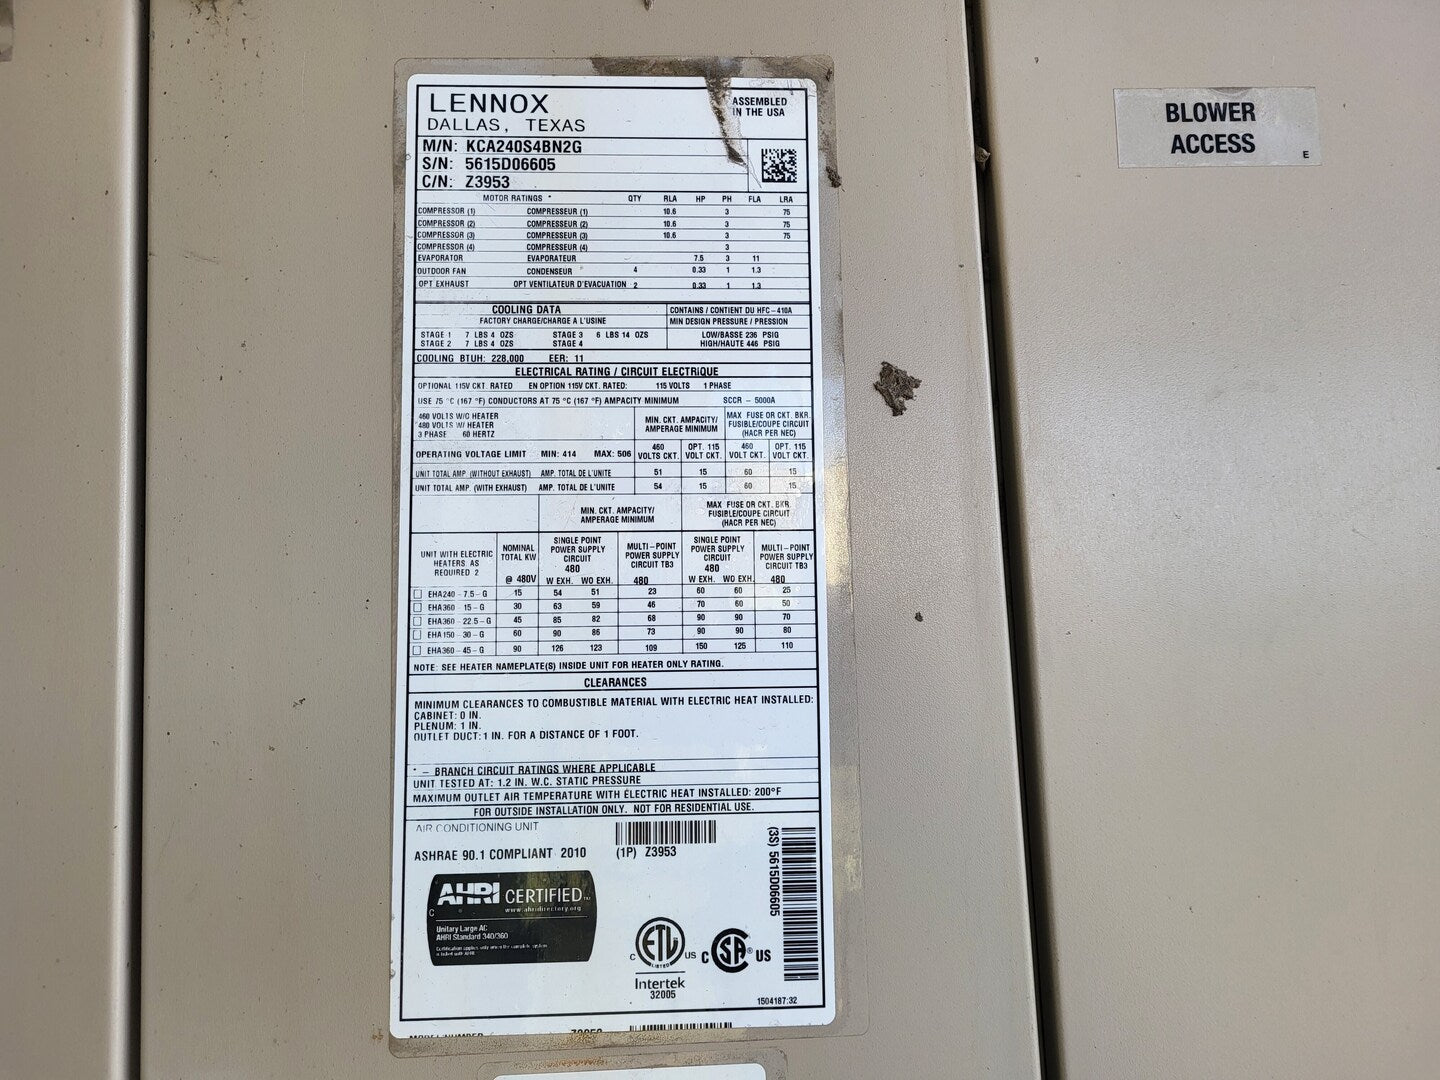 LENNOX
DALLAS, TEXAS
ASSEMBLED
IN THE USA
M/N: KCA240S4BN2G
S/N: 5615D06605
C/N: Z3953
MOTOR RATINGS * QTY RLA HP PH FLA LRA
COMPRESSOR (1) COMPRESSEUR (1) 10.6 3 75
COMPRESSOR (2) COMPRESSEUR (2) 10.6 3 75
COMPRESSOR (3) COMPRESSEUR (3) 10.6 3 75
COMPRESSOR (4) COMPRESSEUR (4) 3
EVAPORATOR EVAPORATEUR 7.5 3 11
OUTDOOR FAN CONDENSEUR 4 0.33 1 1.3
OPT EXHAUST OPT VENTILATEUR D'EVACUATION 2 0.33 1 1.3
COOLING DATA
FACTORY CHARGE/CHARGE A L'USINE
CONTAINS / CONTIENT DU HFC-410A
MIN DESIGN PRESSURE / PRESSION
STAGE 1 7 LBS 4 OZS STAGE 3 6 LBS 14 OZS
STAGE 2 7 LBS 4 OZS STAGE 4
LOW/BASSE 236 PSIG
HIGH/HAUTE 446 PSIG
COOLING BTUH: 228,000 EER: 11
ELECTRICAL RATING / CIRCUIT ELECTRIQUE
OPTIONAL 115V CKT. RATED EN OPTION 115V CKT. RATED: 115 VOLTS 1 PHASE
USE 75 °C (167 °F) CONDUCTORS AT 75 °C (167 °F) AMPACITY MINIMUM SCCR - 5000A
460 VOLTS W/C HEATER
480 VOLTS W/ HEATER
3 PHASE 60 HERTZ
MIN. CKT. AMPACITY/
AMPERAGE MINIMUM
MAX FUSE OR CKT. BKR.
FUSIBLE/COUPE CIRCUIT
(HACR PER NEC)
OPERATING VOLTAGE LIMIT MIN: 414 MAX: 506
460 VOLTS CKT. OPT. 115 VOLT CKT. 460 VOLT CKT. OPT. 115 VOLT CKT.
UNIT TOTAL AMP. (WITHOUT EXHAUST) AMP. TOTAL DE L'UNITE 51 15 60 15
UNIT TOTAL AMP. (WITH EXHAUST) AMP. TOTAL DE L'UNITE 54 15 60 15
MIN. CKT. AMPACITY/
AMPERAGE MINIMUM
MAX FUSE OR CKT. BKR.
FUSIBLE/COUPE CIRCUIT
(HACR PER NEC)
UNIT WITH ELECTRIC
HEATERS AS
REQUIRED 2
NOMINAL
TOTAL KW
@ 480V
SINGLE POINT
POWER SUPPLY
CIRCUIT
480
W EXH. WO EXH.
MULTI-POINT
POWER SUPPLY
CIRCUIT TB3
480
SINGLE POINT
POWER SUPPLY
CIRCUIT
480
W EXH. WO EXH.
MULTI-POINT
POWER SUPPLY
CIRCUIT TB3
480
EHA240-7.5-G 15 54 51 23 60 60 25
EHA360-15-G 30 63 59 46 70 60 50
EHA360-22.5-G 45 85 82 68 90 90 70
EHA150-30-G 60 90 86 73 90 90 80
EHA360-45-G 90 126 123 109 150 125 110
NOTE: SEE HEATER NAMEPLATE(S) INSIDE UNIT FOR HEATER ONLY RATING.
CLEARANCES
MINIMUM CLEARANCES TO COMBUSTIBLE MATERIAL WITH ELECTRIC HEAT INSTALLED:
CABINET: 0 IN.
PLENUM: 1 IN.
OUTLET DUCT: 1 IN. FOR A DISTANCE OF 1 FOOT.
* - BRANCH CIRCUIT RATINGS WHERE APPLICABLE
UNIT TESTED AT: 1.2 IN. W.C. STATIC PRESSURE
MAXIMUM OUTLET AIR TEMPERATURE WITH ELECTRIC HEAT INSTALLED: 200°F
FOR OUTSIDE INSTALLATION ONLY. NOT FOR RESIDENTIAL USE.
AIR CONDITIONING UNIT
ASHRAE 90.1 COMPLIANT 2010
(1P) Z3953
(3S) 5615D06605
C
AHRI CERTIFIED™
www.ahridirectory.org
Unitary Large AC
AHRI Standard 340/360
Certification applies only when the complete system
is listed with AHRI.
C ETL LISTED US
Intertek
32005
C SA ® US
1504187:32
MODEL NUMBER Z3953
BLOWER
ACCESS
E